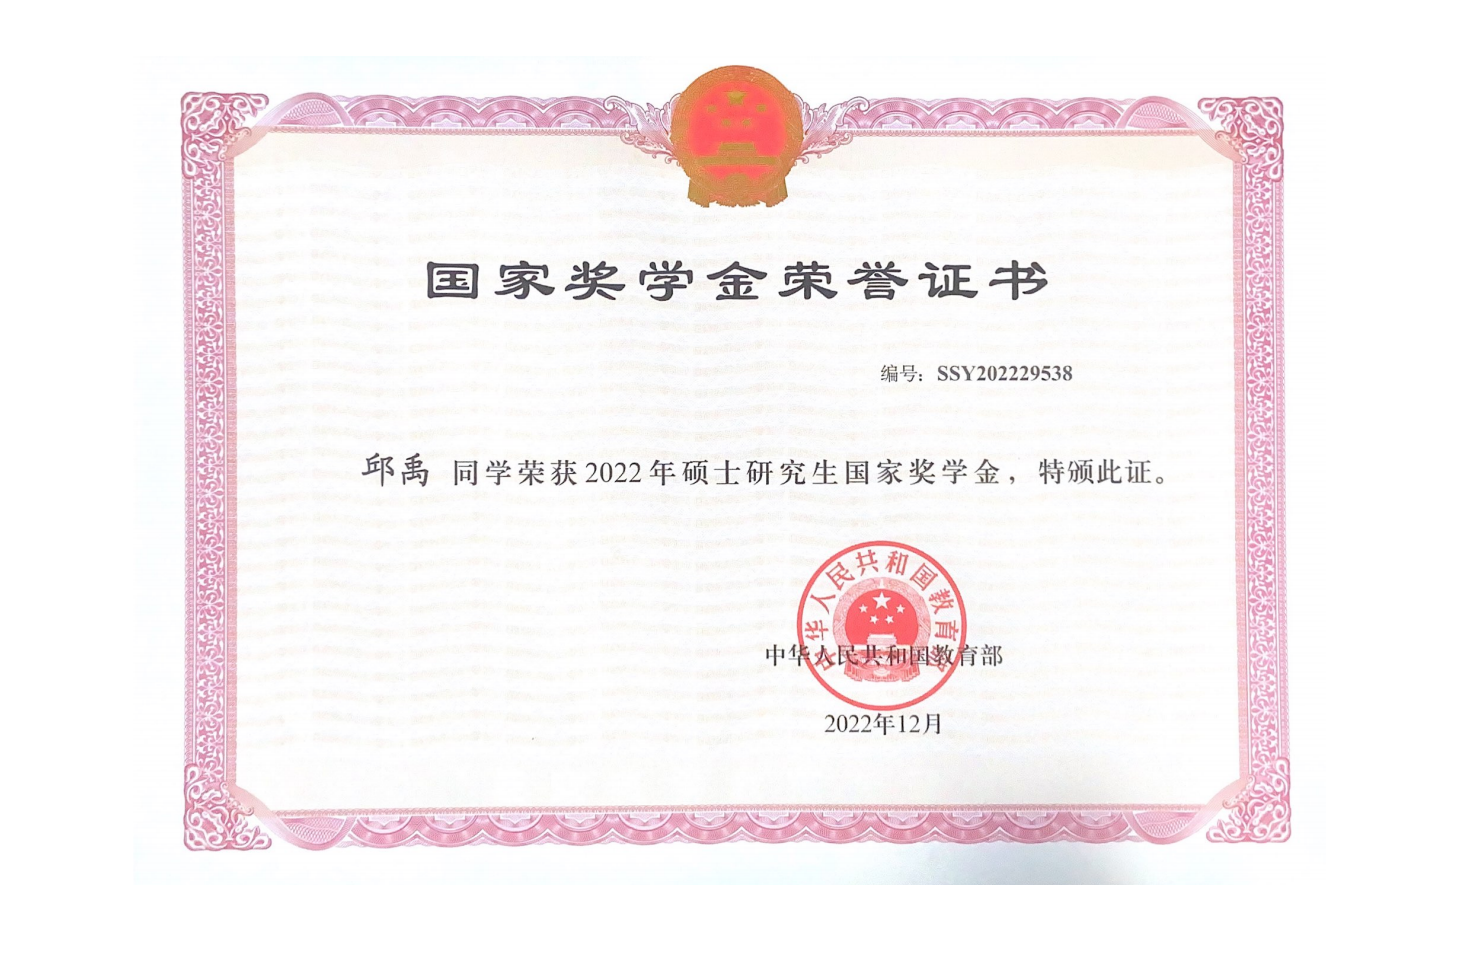 国家奖学金荣誉证书
编号：SSY202229538
邱禹 同学荣获2022年硕士研究生国家奖学金，特颁此证。
中华人民共和国教育部
中华人民共和国教育部
2022年12月